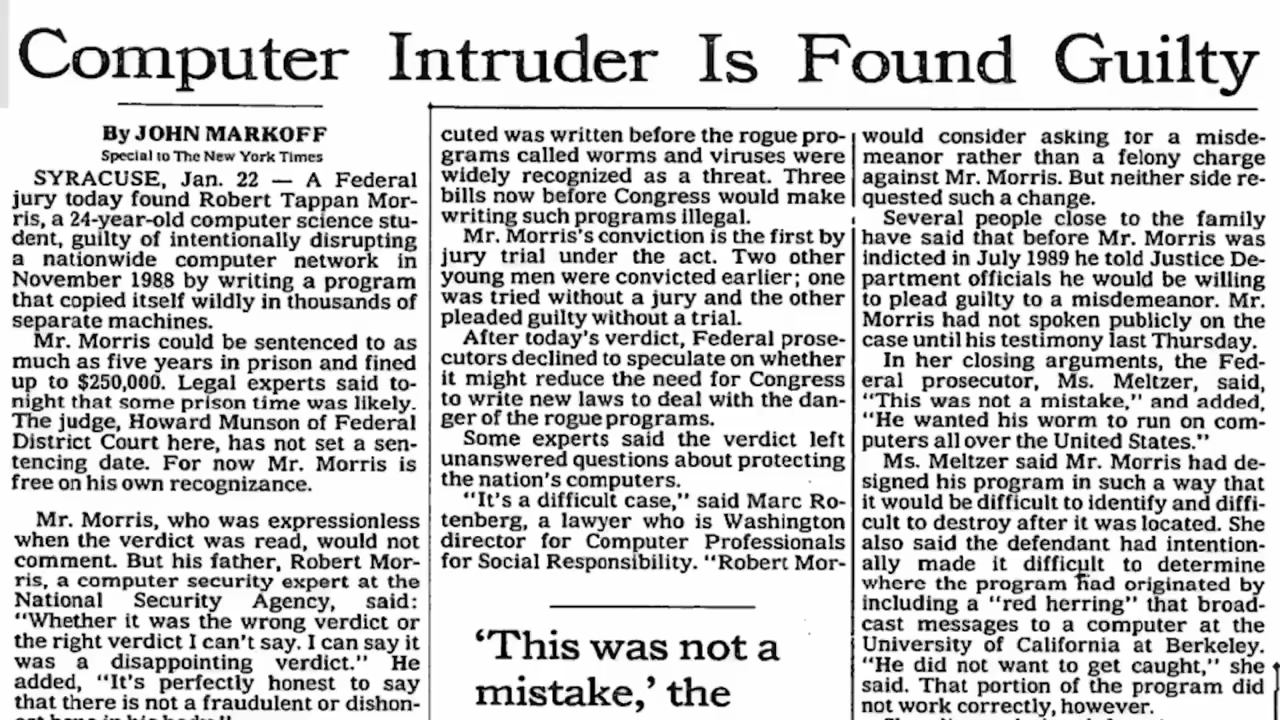 Computer Intruder Is Found Guilty
By JOHN MARKOFF
Special to The New York Times
SYRACUSE, Jan. 22 — A Federal
jury today found Robert Tappan Mor-
ris, a 24-year-old computer science stu-
dent, guilty of intentionally disrupting
a nationwide computer network in
November 1988 by writing a program
that copied itself wildly in thousands of
separate machines.
Mr. Morris could be sentenced to as
much as five years in prison and fined
up to $250,000. Legal experts said to-
night that some prison time was likely.
The judge, Howard Munson of Federal
District Court here, has not set a sen-
tencing date. For now Mr. Morris is
free on his own recognizance.
Mr. Morris, who was expressionless
when the verdict was read, would not
comment. But his father, Robert Mor-
ris, a computer security expert at the
National Security Agency, said:
"Whether it was the wrong verdict or
the right verdict I can't say. I can say it
was a disappointing verdict." He
added, "It's perfectly honest to say
that there is not a fraudulent or dishon-
cuted was written before the rogue pro-
grams called worms and viruses were
widely recognized as a threat. Three
bills now before Congress would make
writing such programs illegal.
Mr. Morris's conviction is the first by
jury trial under the act. Two other
young men were convicted earlier; one
was tried without a jury and the other
pleaded guilty without a trial.
After today's verdict, Federal prose-
cutors declined to speculate on whether
it might reduce the need for Congress
to write new laws to deal with the dan-
ger of the rogue programs.
Some experts said the verdict left
unanswered questions about protecting
the nation's computers.
"It's a difficult case," said Marc Ro-
tenberg, a lawyer who is Washington
director for Computer Professionals
for Social Responsibility. "Robert Mor-
'This was not a
mistake,' the
would consider asking for a misde-
meanor rather than a felony charge
against Mr. Morris. But neither side re-
quested such a change.
Several people close to the family
have said that before Mr. Morris was
indicted in July 1989 he told Justice De-
partment officials he would be willing
to plead guilty to a misdemeanor. Mr.
Morris had not spoken publicly on the
case until his testimony last Thursday.
In her closing arguments, the Fed-
eral prosecutor, Ms. Meltzer, said,
"This was not a mistake," and added,
"He wanted his worm to run on com-
puters all over the United States."
Ms. Meltzer said Mr. Morris had de-
signed his program in such a way that
it would be difficult to identify and diffi-
cult to destroy after it was located. She
also said the defendant had intention-
ally made it difficult to determine
where the program had originated by
including a "red herring" that broad-
cast messages to a computer at the
University of California at Berkeley.
"He did not want to get caught," she
said. That portion of the program did
not work correctly, however.